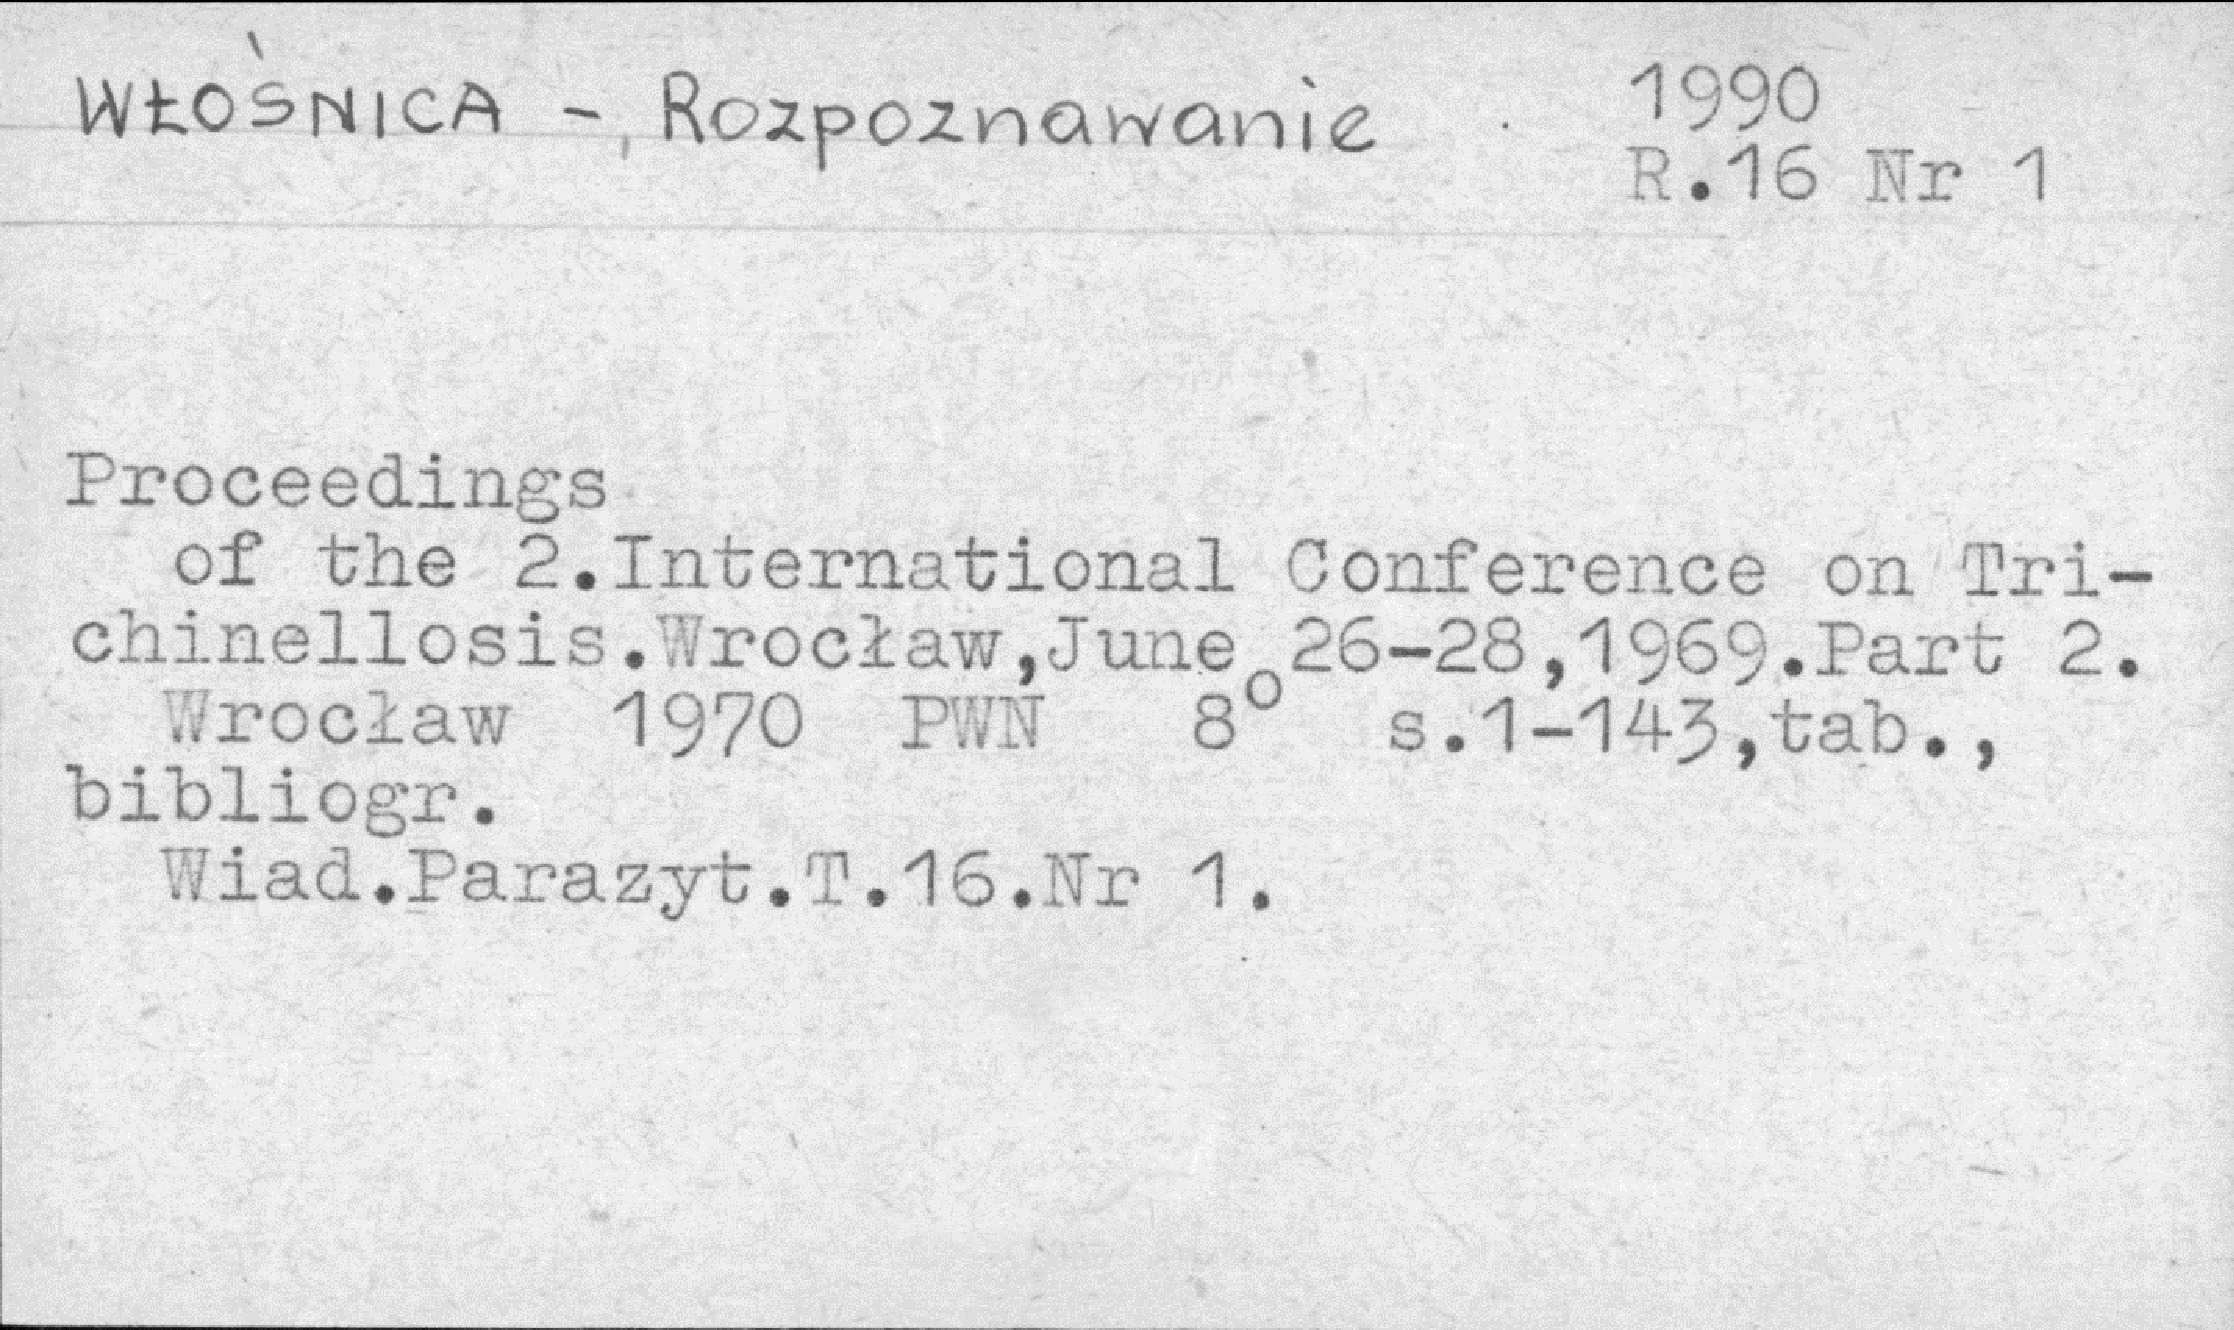 WŁOŚNICA - Rozpoznawanie
1990
R.16 Nr 1
Proceedings
of the 2.International Conference on Tri-
chinellosis.Wrocław,June 26-28,1969.Part 2.
Wrocław 1970 PWN 8° s.1-143,tab.,
bibliogr.
Wiad.Parazyt.T.16.Nr 1.